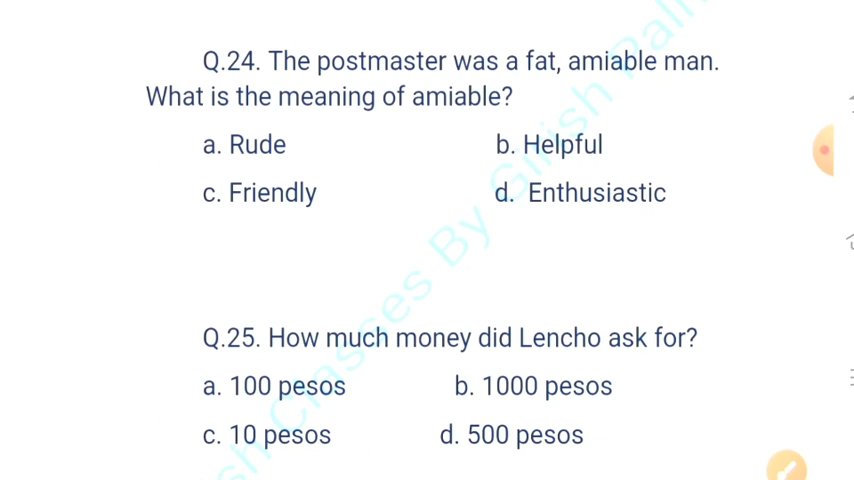 Q.24. The postmaster was a fat, amiable man.
What is the meaning of amiable?
a. Rude b. Helpful
c. Friendly d. Enthusiastic
Q.25. How much money did Lencho ask for?
a. 100 pesos b. 1000 pesos
c. 10 pesos d. 500 pesos